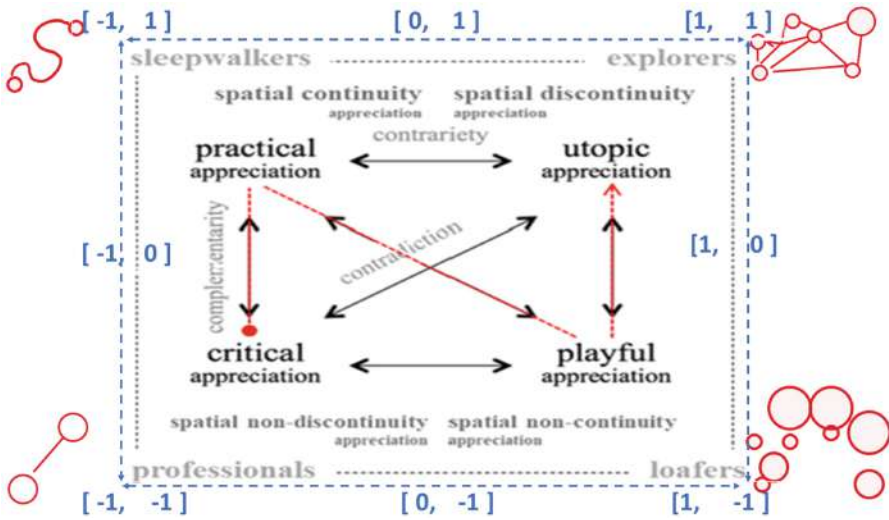 [ -1, 1 ] [ 0, 1 ] [ 1, 1 ]
sleepwalkers explorers
spatial continuity spatial discontinuity
appreciation appreciation
contrariety
practical utopic
appreciation appreciation
[ -1, 0 ] complementarity contradiction [ 1, 0 ]
critical playful
appreciation appreciation
spatial non-discontinuity spatial non-continuity
appreciation appreciation
professionals loafers
[ -1, -1 ] [ 0, -1 ] [ 1, -1 ]